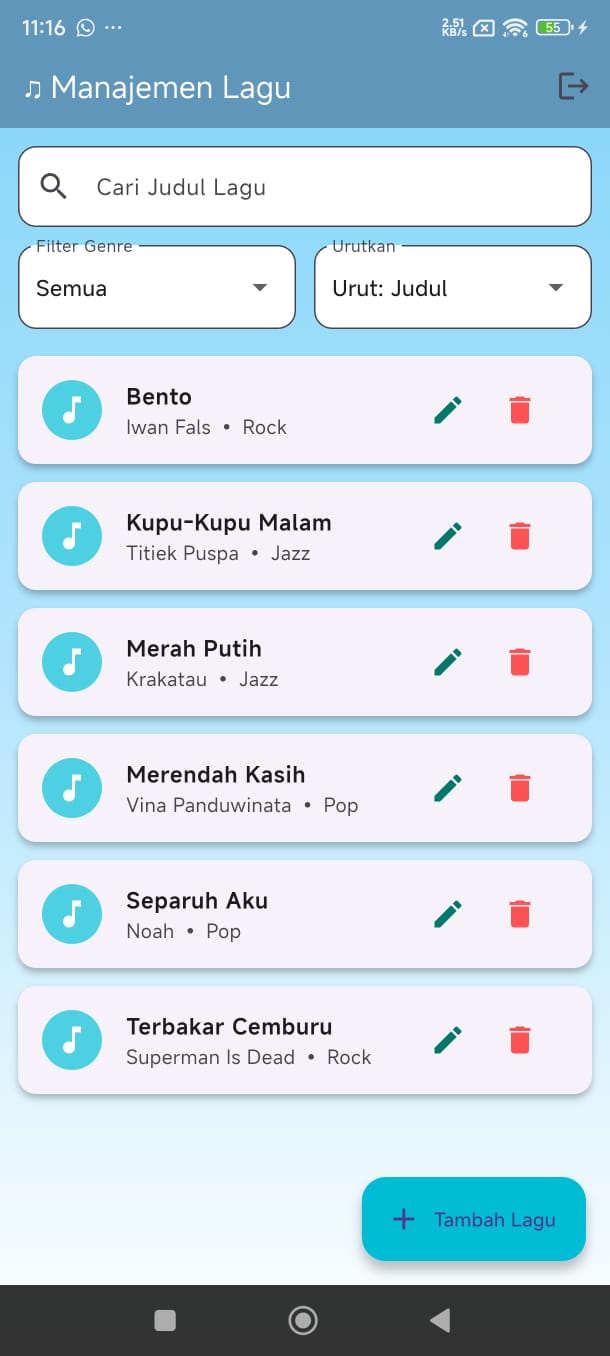 11:16
2.51
KB/s
55
♫ Manajemen Lagu
Cari Judul Lagu
Filter Genre
Semua
Urutkan
Urut: Judul
Bento
Iwan Fals • Rock
Kupu-Kupu Malam
Titiek Puspa • Jazz
Merah Putih
Krakatau • Jazz
Merendah Kasih
Vina Panduwinata • Pop
Separuh Aku
Noah • Pop
Terbakar Cemburu
Superman Is Dead • Rock
+ Tambah Lagu